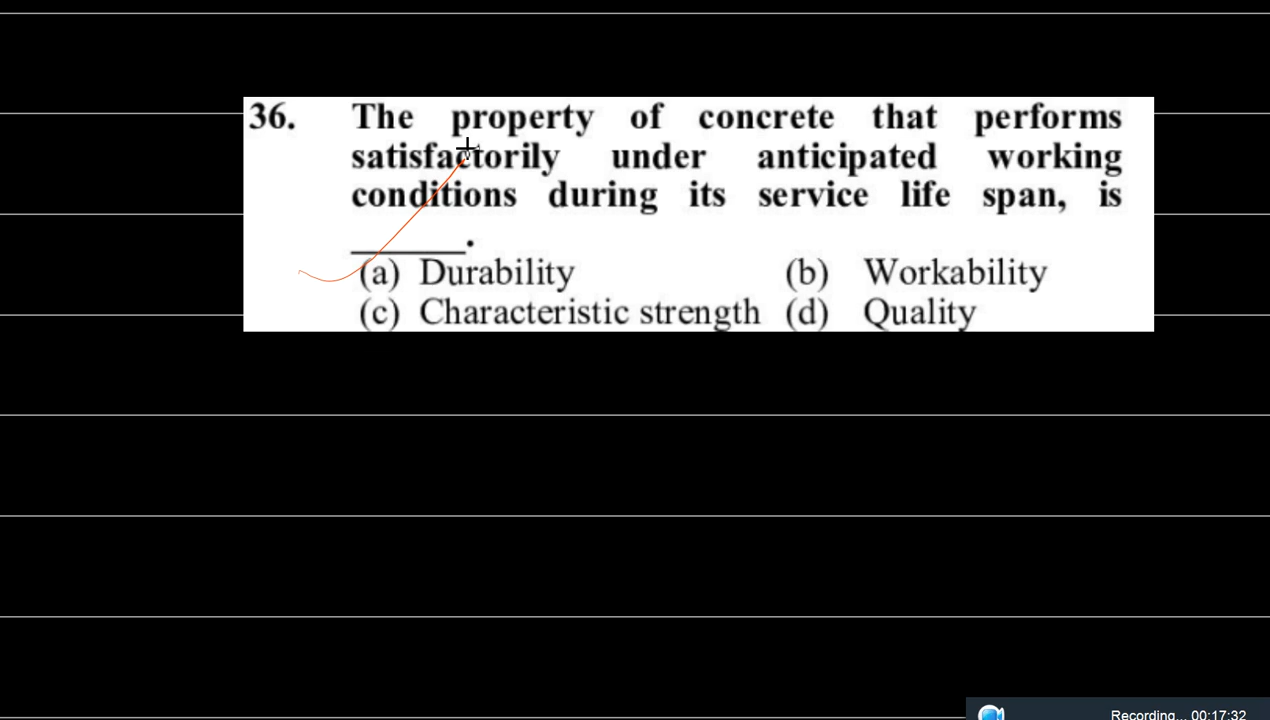 36. The property of concrete that performs
satisfactorily under anticipated working
conditions during its service life span, is
______.
(a) Durability (b) Workability
(c) Characteristic strength (d) Quality
Recording... 00:17:32